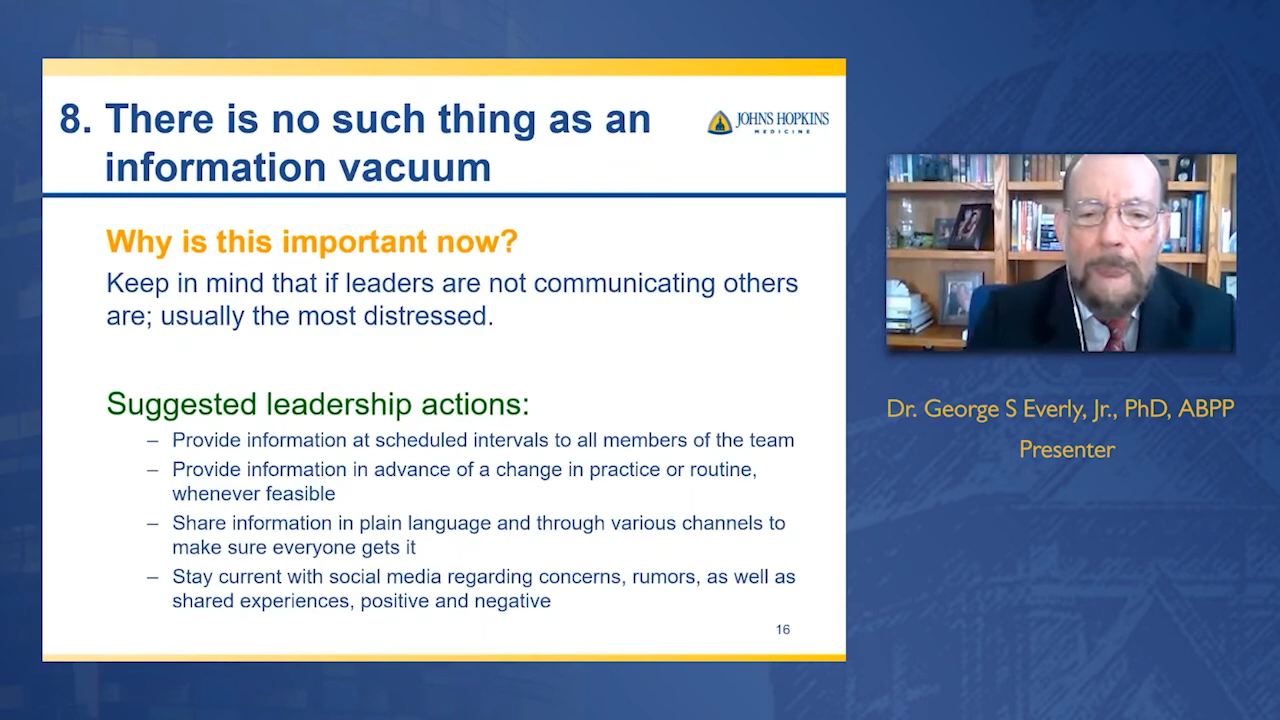 8. There is no such thing as an
information vacuum
JOHNS HOPKINS
MEDICINE
Why is this important now?
Keep in mind that if leaders are not communicating others
are; usually the most distressed.
Suggested leadership actions:
– Provide information at scheduled intervals to all members of the team
– Provide information in advance of a change in practice or routine,
whenever feasible
– Share information in plain language and through various channels to
make sure everyone gets it
– Stay current with social media regarding concerns, rumors, as well as
shared experiences, positive and negative
16
Dr. George S Everly, Jr., PhD, ABPP
Presenter